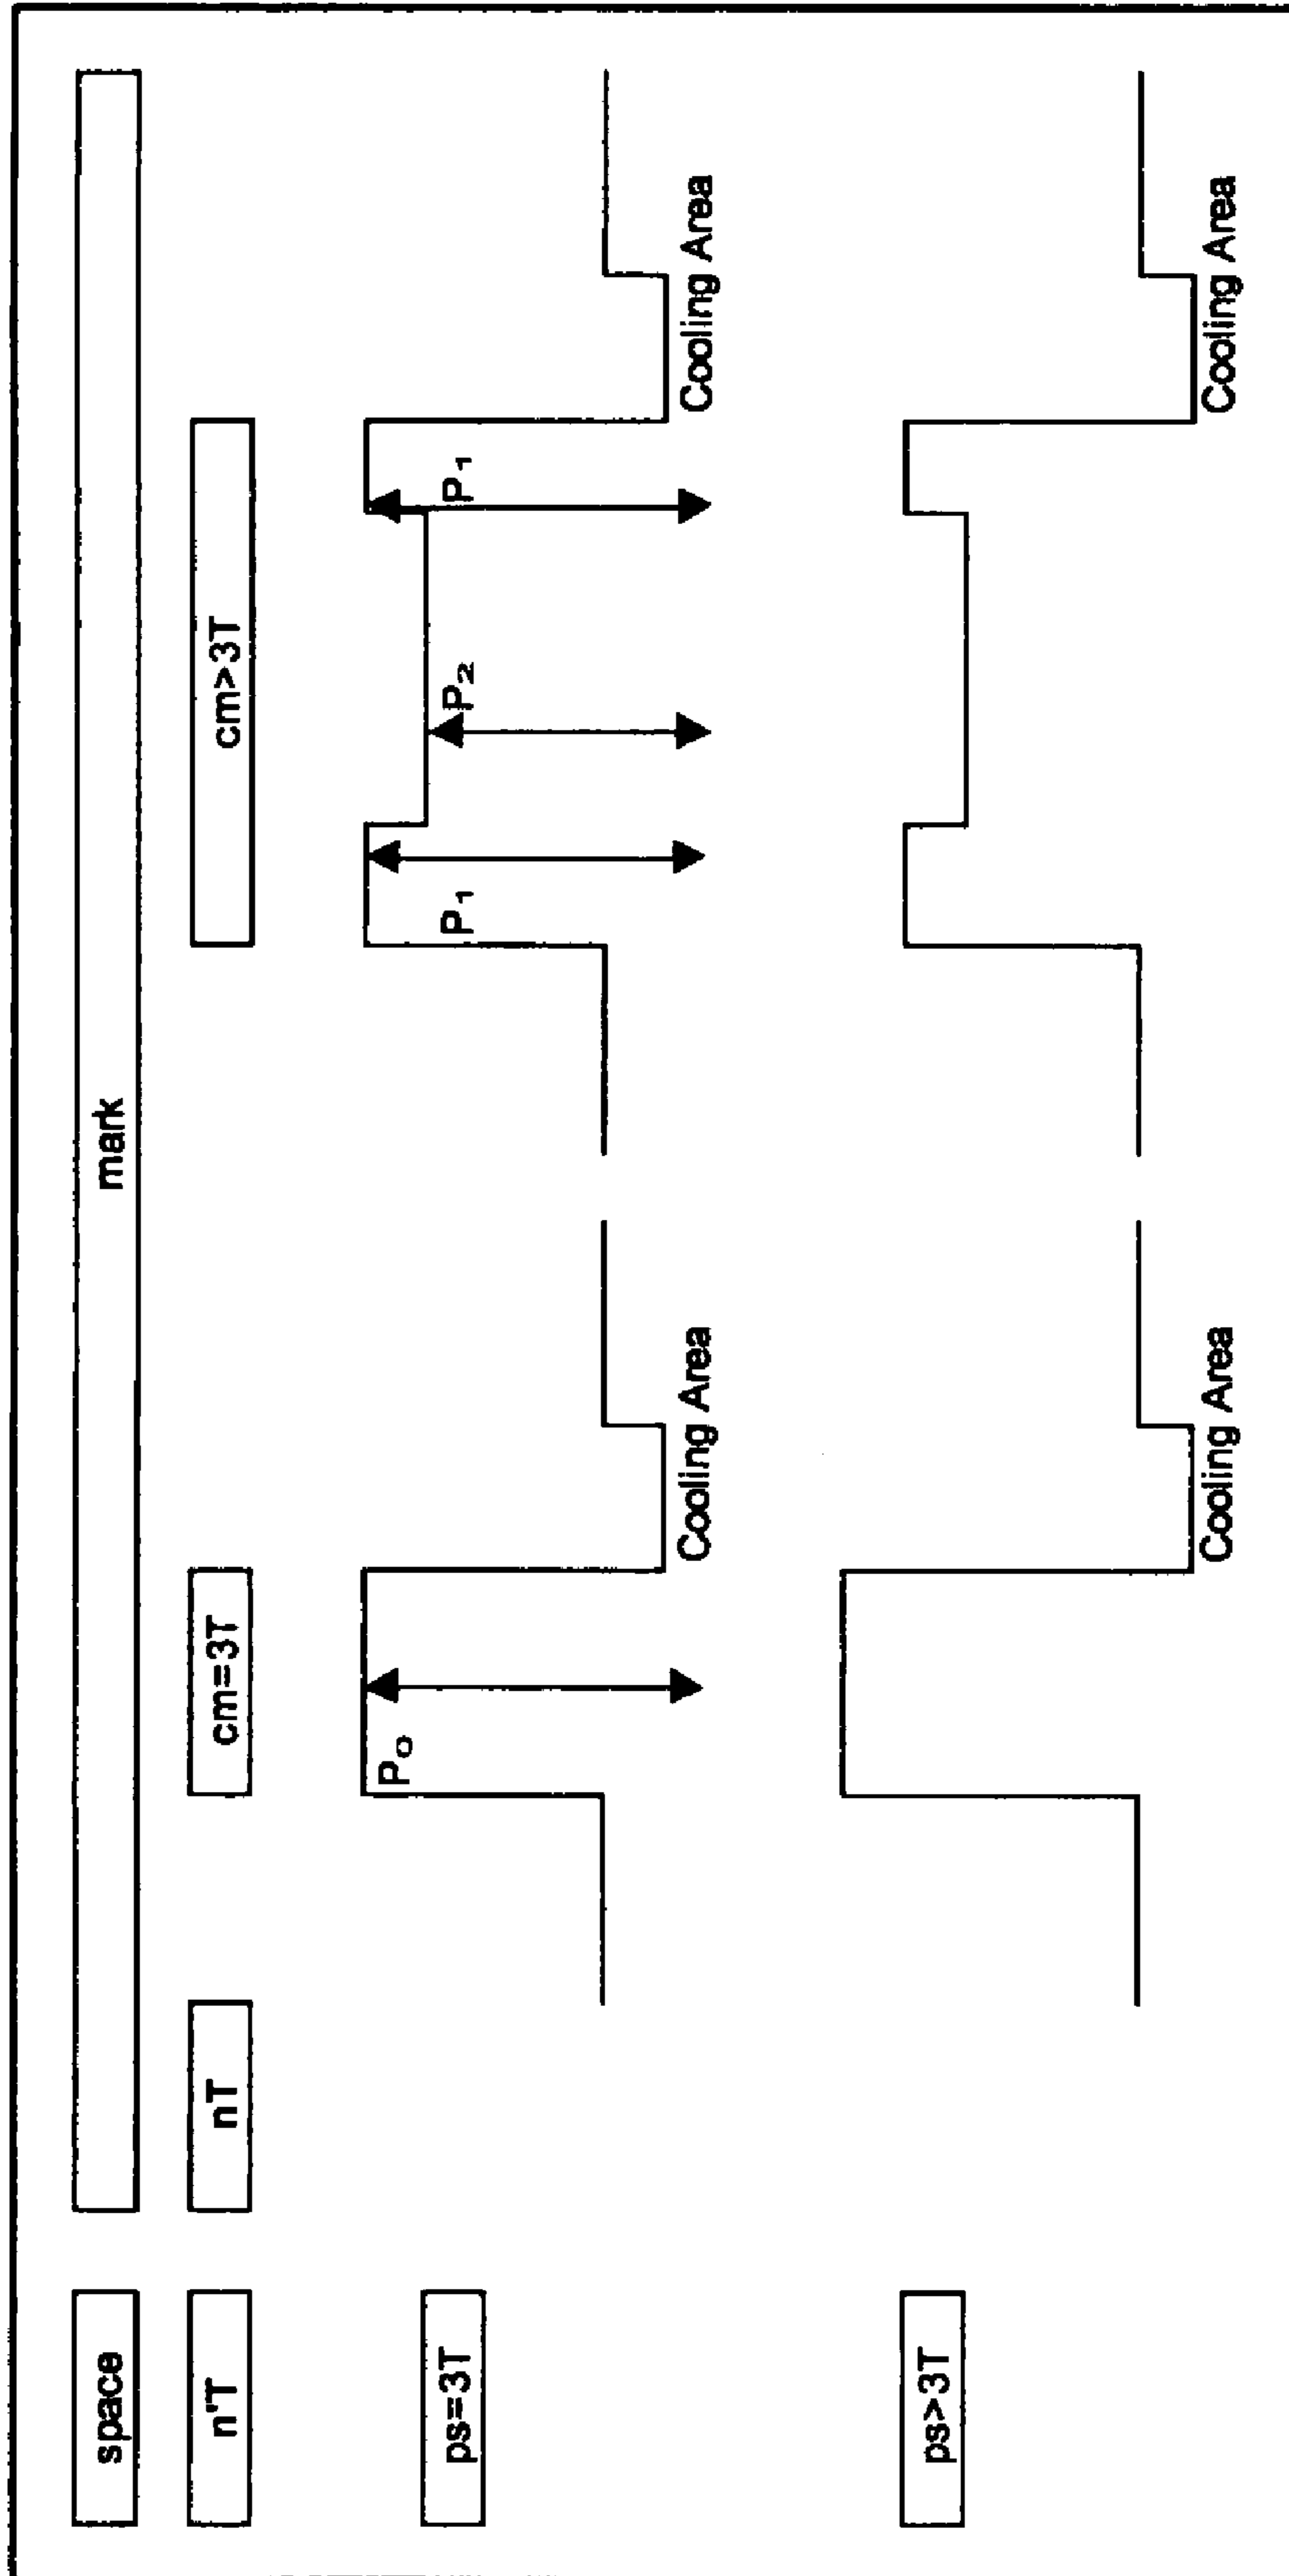 space
mark
n'T
nT
cm=3T
cm>3T
ps=3T
P₀
Cooling Area
P₁
P₂
P₁
Cooling Area
ps>3T
Cooling Area
Cooling Area